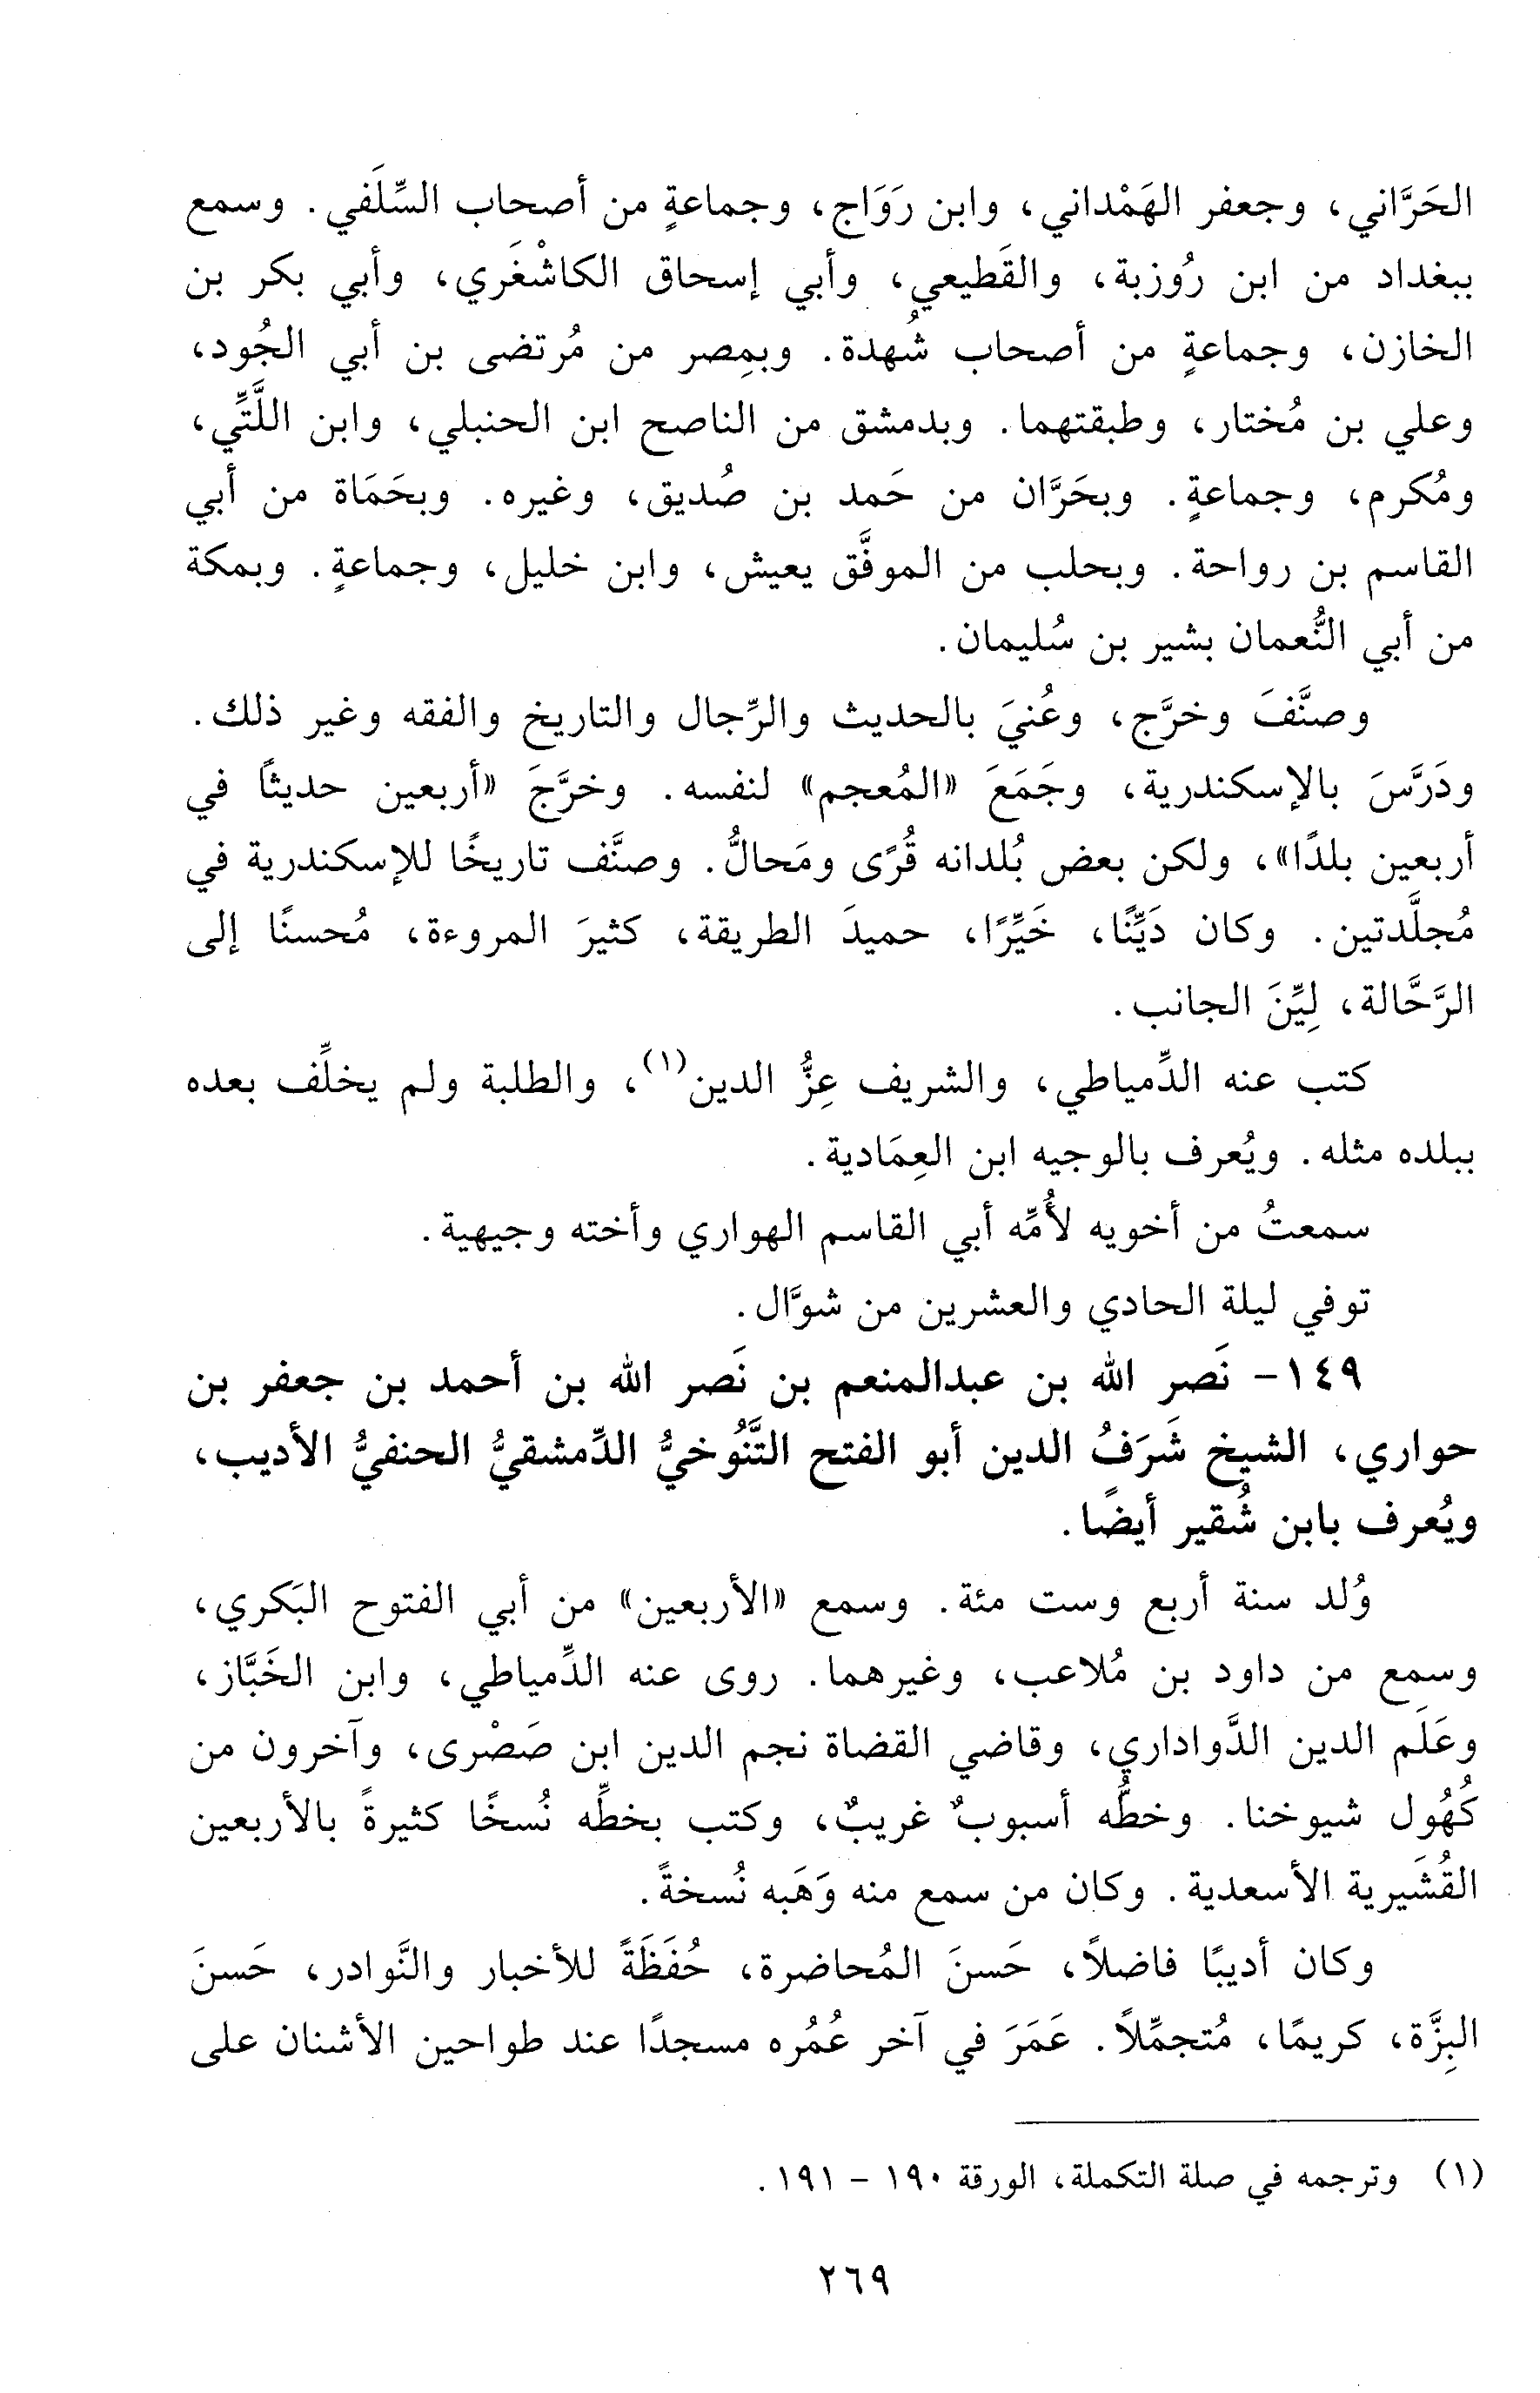 الحَرَّاني، وجعفر الهَمْداني، وابن رَوَاج، وجماعةٍ من أصحاب السِّلَفي. وسمع
ببغداد من ابن رُوزبة، والقَطيعي، وأبي إسحاق الكاشْغَري، وأبي بكر بن
الخازن، وجماعةٍ من أصحاب شُهدة. وبمِصر من مُرتضى بن أبي الجُود،
وعلي بن مُختار، وطبقتهما. وبدمشق من الناصح ابن الحنبلي، وابن اللَّتِّي،
ومُكرم، وجماعةٍ. وبحَرَّان من حَمد بن صُديق، وغيره. وبحَمَاة من أبي
القاسم بن رواحة. وبحلب من الموفَّق يعيش، وابن خليل، وجماعةٍ. وبمكة
من أبي النُّعمان بشير بن سُليمان.
وصنَّفَ وخرَّج، وعُنيَ بالحديث والرِّجال والتاريخ والفقه وغير ذلك.
ودَرَّسَ بالإسكندرية، وجَمَعَ «المُعجم» لنفسه. وخرَّجَ «أربعين حديثًا في
أربعين بلدًا»، ولكن بعض بُلدانه قُرًى ومَحالُّ. وصنَّف تاريخًا للإسكندرية في
مُجلَّدتين. وكان دَيِّنًا، خَيِّرًا، حميدَ الطريقة، كثيرَ المروءة، مُحسنًا إلى
الرَّحَّالة، لِيِّنَ الجانب.
كتب عنه الدِّمياطي، والشريف عِزُّ الدين(١)، والطلبة ولم يخلِّف بعده
ببلده مثله. ويُعرف بالوجيه ابن العِمَادية.
سمعتُ من أخويه لأُمِّه أبي القاسم الهواري وأخته وجيهية.
توفي ليلة الحادي والعشرين من شوَّال.
١٤٩- نَصر الله بن عبدالمنعم بن نَصر الله بن أحمد بن جعفر بن
حواري، الشيخ شَرَفُ الدين أبو الفتح التَّنُوخيُّ الدِّمشقيُّ الحنفيُّ الأديب،
ويُعرف بابن شُقير أيضًا.
وُلد سنة أربع وست مئة. وسمع «الأربعين» من أبي الفتوح البَكري،
وسمع من داود بن مُلاعب، وغيرهما. روى عنه الدِّمياطي، وابن الخَبَّاز،
وعَلَم الدين الدَّواداري، وقاضي القضاة نجم الدين ابن صَصْرى، وآخرون من
كُهُول شيوخنا. وخطُّه أسبوبٌ غريبٌ، وكتب بخطِّه نُسخًا كثيرةً بالأربعين
القُشَيرية الأسعدية. وكان من سمع منه وَهَبه نُسخةً.
وكان أديبًا فاضلاً، حَسنَ المُحاضرة، حُفَظَةً للأخبار والنَّوادر، حَسنَ
البِزَّة، كريمًا، مُتجمِّلاً. عَمَرَ في آخر عُمُره مسجدًا عند طواحين الأشنان على
(١) وترجمه في صلة التكملة، الورقة ١٩٠ - ١٩١.
٢٦٩